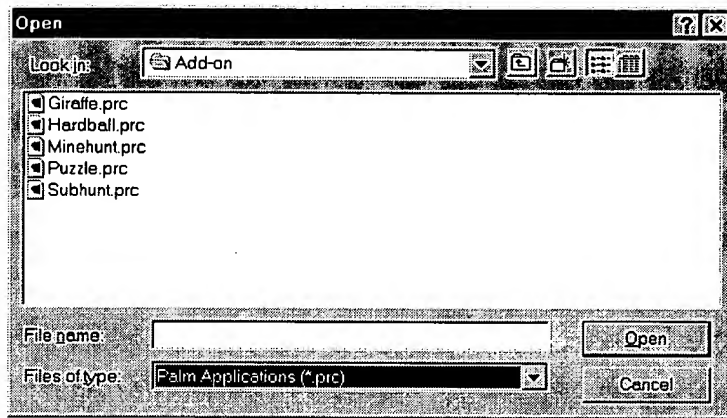 Open
Look in: Add-on
Giraffe.prc
Hardball.prc
Minehunt.prc
Puzzle.prc
Subhunt.prc
File name: Open
Files of type: Palm Applications (*.prc) Cancel